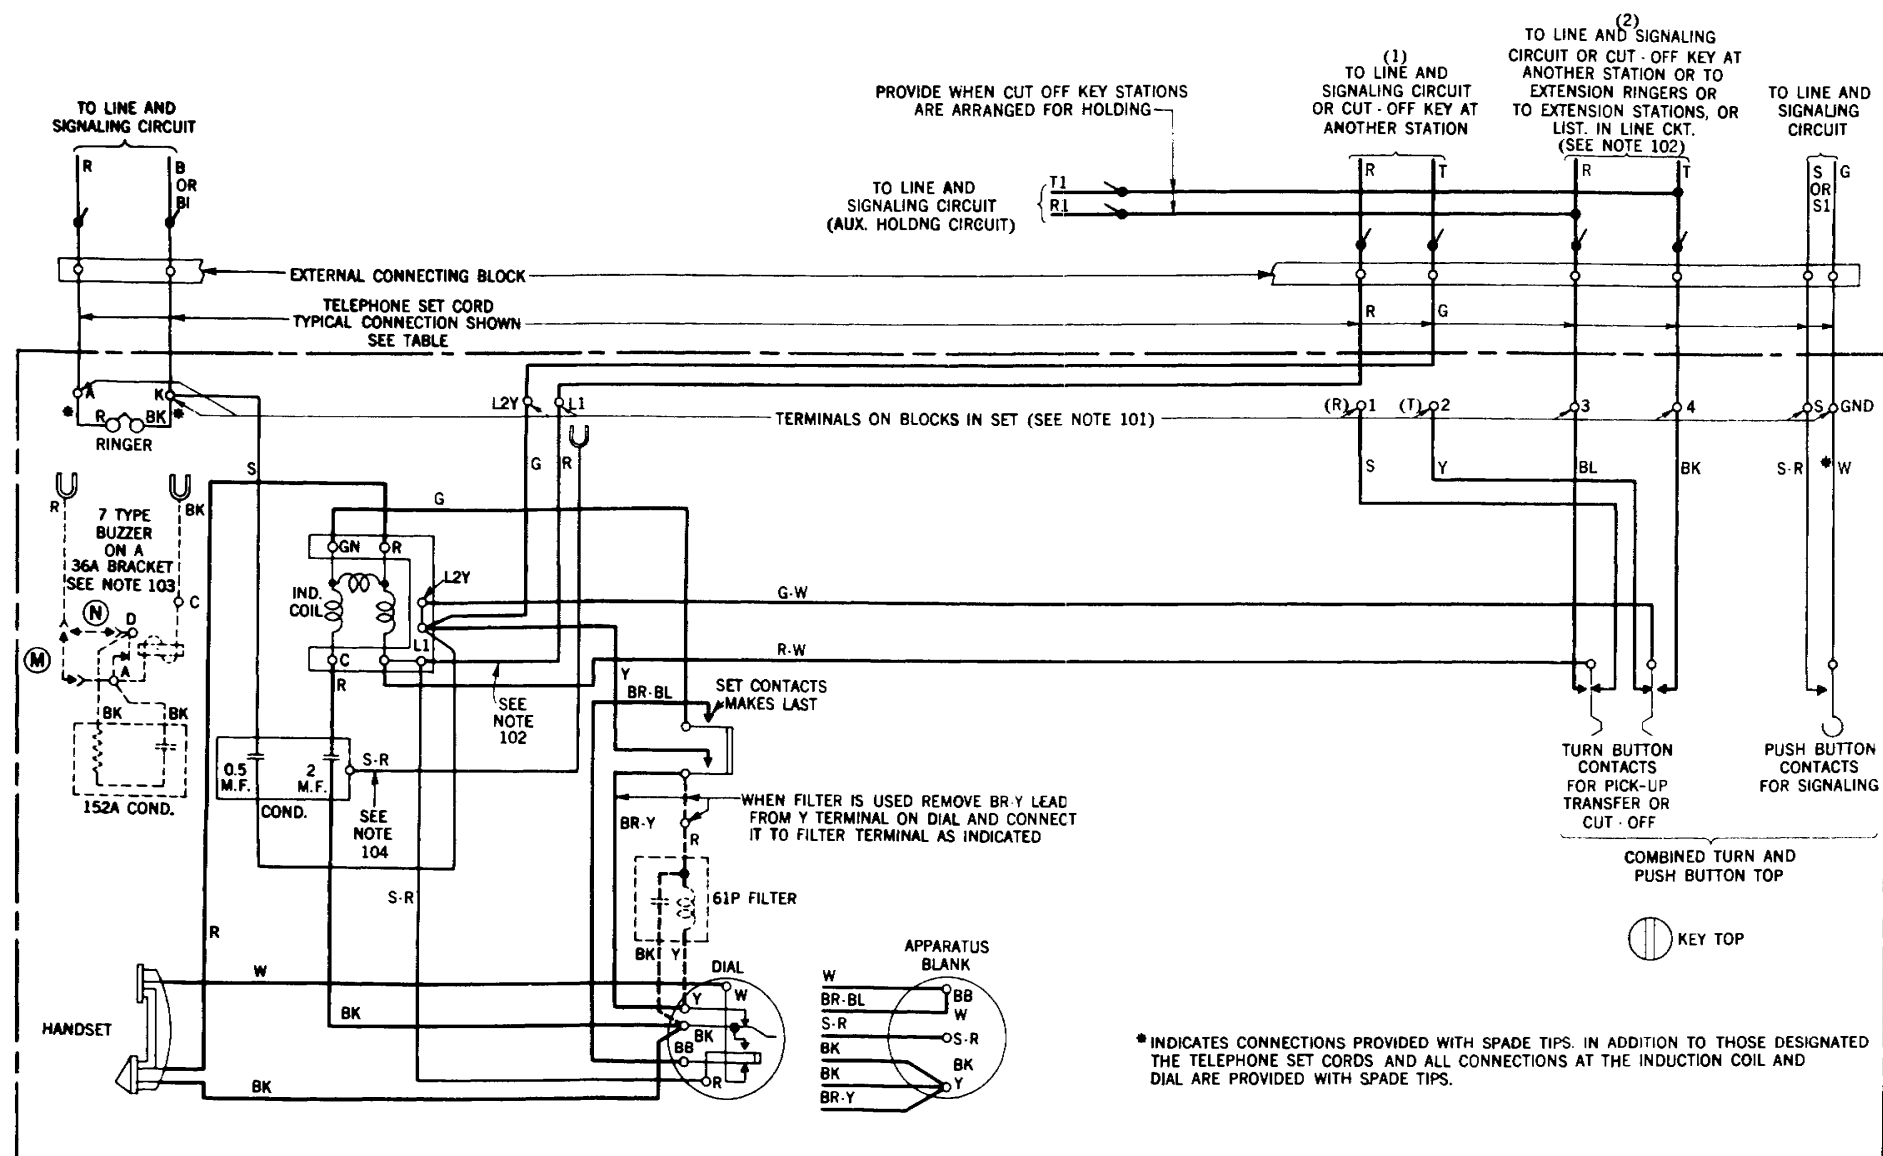 (2)
TO LINE AND SIGNALING
CIRCUIT OR CUT-OFF KEY AT
ANOTHER STATION OR TO
EXTENSION RINGERS OR
TO EXTENSION STATIONS, OR
LIST. IN LINE CKT.
(SEE NOTE 102)
(1)
TO LINE AND
SIGNALING CIRCUIT
OR CUT-OFF KEY AT
ANOTHER STATION
PROVIDE WHEN CUT OFF KEY STATIONS
ARE ARRANGED FOR HOLDING
TO LINE AND
SIGNALING
CIRCUIT
TO LINE AND
SIGNALING CIRCUIT
R
B
OR
B1
TO LINE AND
SIGNALING CIRCUIT
(AUX. HOLDNG CIRCUIT)
T1
R1
R
T
R
T
S
OR
S1
G
EXTERNAL CONNECTING BLOCK
TELEPHONE SET CORD
TYPICAL CONNECTION SHOWN
SEE TABLE
R
G
A
K
* R
BK *
RINGER
L2Y
L1
TERMINALS ON BLOCKS IN SET (SEE NOTE 101)
(R) 1
(T) 2
3
4
S
GND
S
G
R
S
Y
BL
BK
S-R
* W
R
BK
7 TYPE
BUZZER
ON A
36A BRACKET
SEE NOTE 103
G
GN
R
IND.
COIL
L2Y
C
N
D
M
A
BK
BK
152A COND.
G-W
L1
R-W
C
R
Y
BR-BL
SET CONTACTS
MAKES LAST
SEE
NOTE
102
0.5
M.F.
2
M.F.
S-R
COND.
SEE
NOTE
104
TURN BUTTON
CONTACTS
FOR PICK-UP
TRANSFER OR
CUT-OFF
PUSH BUTTON
CONTACTS
FOR SIGNALING
WHEN FILTER IS USED REMOVE BR-Y LEAD
FROM Y TERMINAL ON DIAL AND CONNECT
IT TO FILTER TERMINAL AS INDICATED
BR-Y
R
COMBINED TURN AND
PUSH BUTTON TOP
S-R
61P FILTER
R
KEY TOP
BK
Y
W
DIAL
APPARATUS
BLANK
HANDSET
BK
BK
Y
W
BK
BB
R
W
BR-BL
S-R
BK
BK
BR-Y
BB
W
S-R
BK
Y
* INDICATES CONNECTIONS PROVIDED WITH SPADE TIPS. IN ADDITION TO THOSE DESIGNATED
THE TELEPHONE SET CORDS AND ALL CONNECTIONS AT THE INDUCTION COIL AND
DIAL ARE PROVIDED WITH SPADE TIPS.